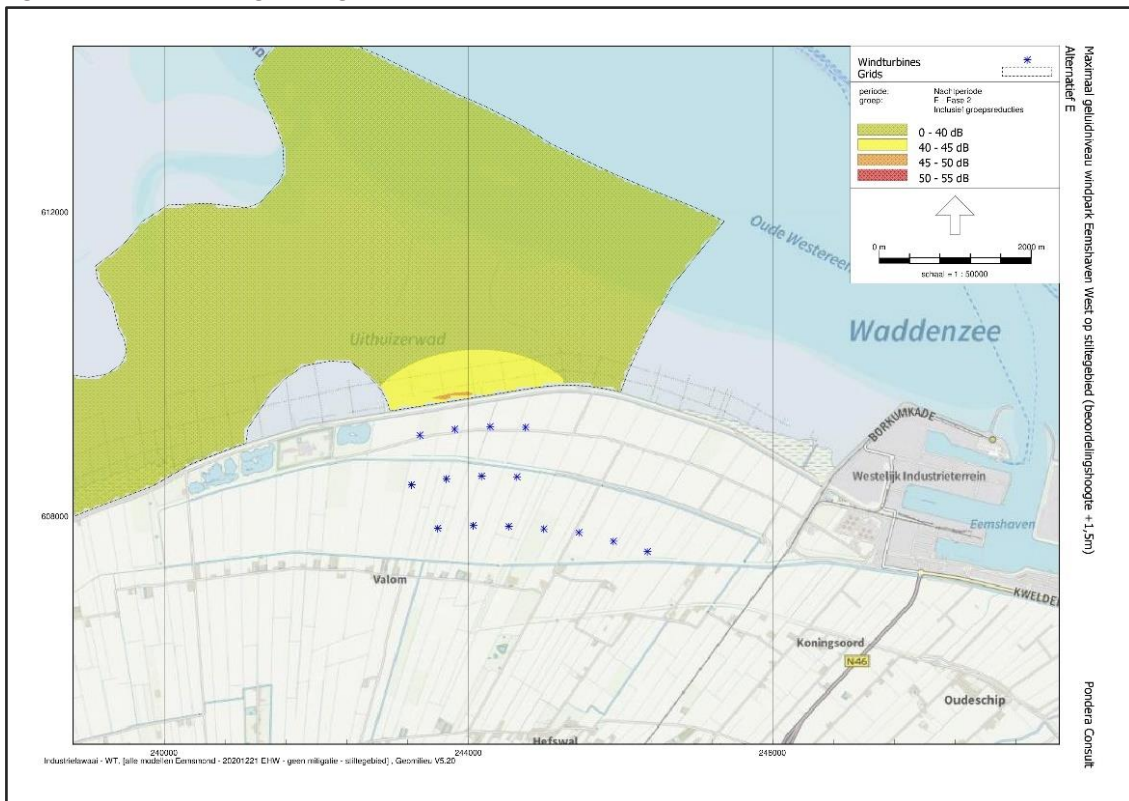 Windturbines
Grids
periode: Nachtperiode
groep: E - Fase 2
Inclusief groepsreducties
0 - 40 dB
40 - 45 dB
45 - 50 dB
50 - 55 dB
0 m 2000 m
schaal = 1 : 50000
Maximaal geluidniveau windpark Eemshaven West op stiltegebied (beoordelingshoogte +1,5m)
Alternatief E
Pondera Consult
612000
608000
Oude Westereem
Uithuizerwad
Waddenzee
BORKUMKADE
Westelijk Industrieterrein
Eemshaven
KWELDER
Valom
Koningsoord
N46
Oudeschip
Hefswal
240000
244000
248000
Industrielawaai - WT, [alle modellen Eemsmond - 20201221 EHW - geen mitigatie - stiltegebied] , Geomilieu V5.20